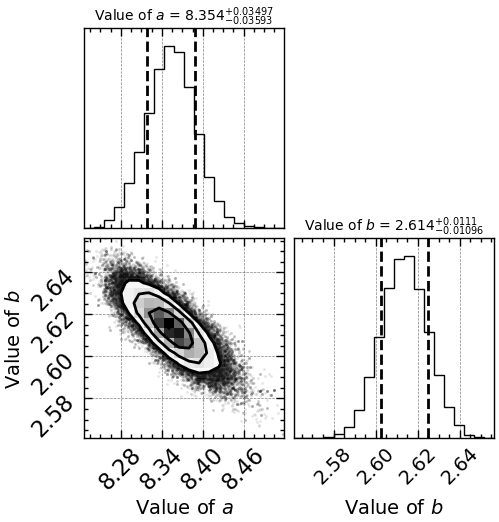 Value of a = 8.354+0.03497−0.03593
Value of b = 2.614+0.0111−0.01096
Value of b
2.64
2.62
2.60
2.58
8.28 8.34 8.40 8.46
2.58 2.60 2.62 2.64
Value of a
Value of b